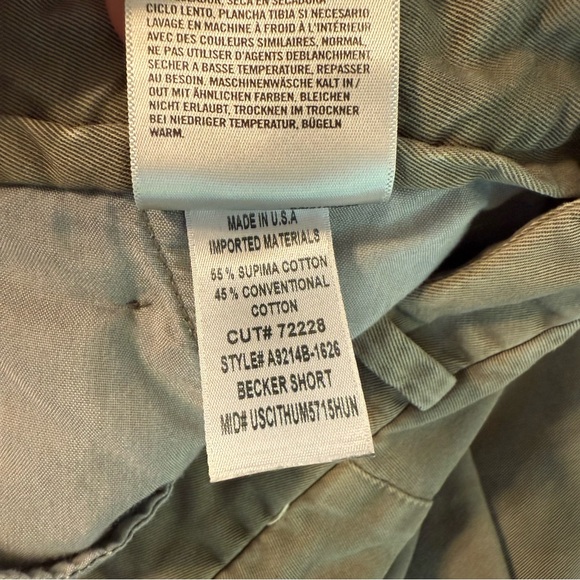 SECA EN SECADORA
CICLO LENTO, PLANCHA TIBIA SI NECESARIO
LAVAGE EN MACHINE À FROID À L'INTÉRIEUR
AVEC DES COULEURS SIMILAIRES, NORMAL,
NE PAS UTILISER D'AGENTS DEBLANCHIMENT
SECHER A BASSE TEMPERATURE, REPASSER
AU BESOIN, MASCHINENWÄSCHE KALT IN /
OUT MIT ÄHNLICHEN FARBEN, BLEICHEN
NICHT ERLAUBT, TROCKNEN IM TROCKNER
BEI NIEDRIGER TEMPERATUR, BÜGELN
WARM.
MADE IN U.S.A
IMPORTED MATERIALS
55 % SUPIMA COTTON
45 % CONVENTIONAL
COTTON
CUT# 72228
STYLE# A9214B-1626
BECKER SHORT
MID# USCITHUM5715HUN